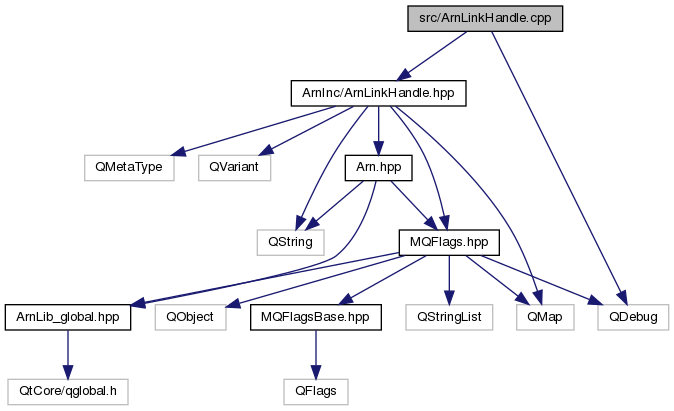 src/ArnLinkHandle.cpp
ArnInc/ArnLinkHandle.hpp
QMetaType
QVariant
Arn.hpp
QString
MQFlags.hpp
ArnLib_global.hpp
QObject
MQFlagsBase.hpp
QStringList
QMap
QDebug
QtCore/qglobal.h
QFlags